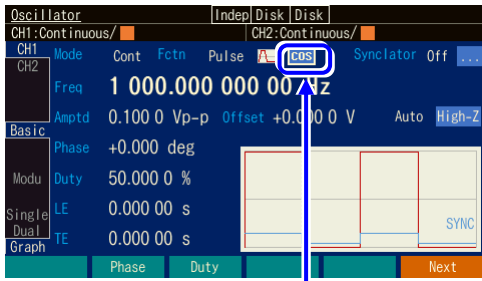 Oscillator Indep Disk Disk
CH1:Continuous/ CH2:Continuous/
CH1 Mode Cont Fctn Pulse COS Synclator Off ...
CH2
Freq 1 000.000 000 00 Hz
Amptd 0.100 0 Vp-p Offset +0.000 0 V Auto High-Z
Basic
Phase +0.000 deg
Modu Duty 50.000 0 %
Single LE 0.000 00 s
SYNC
Dual
Graph TE 0.000 00 s
Phase Duty Next